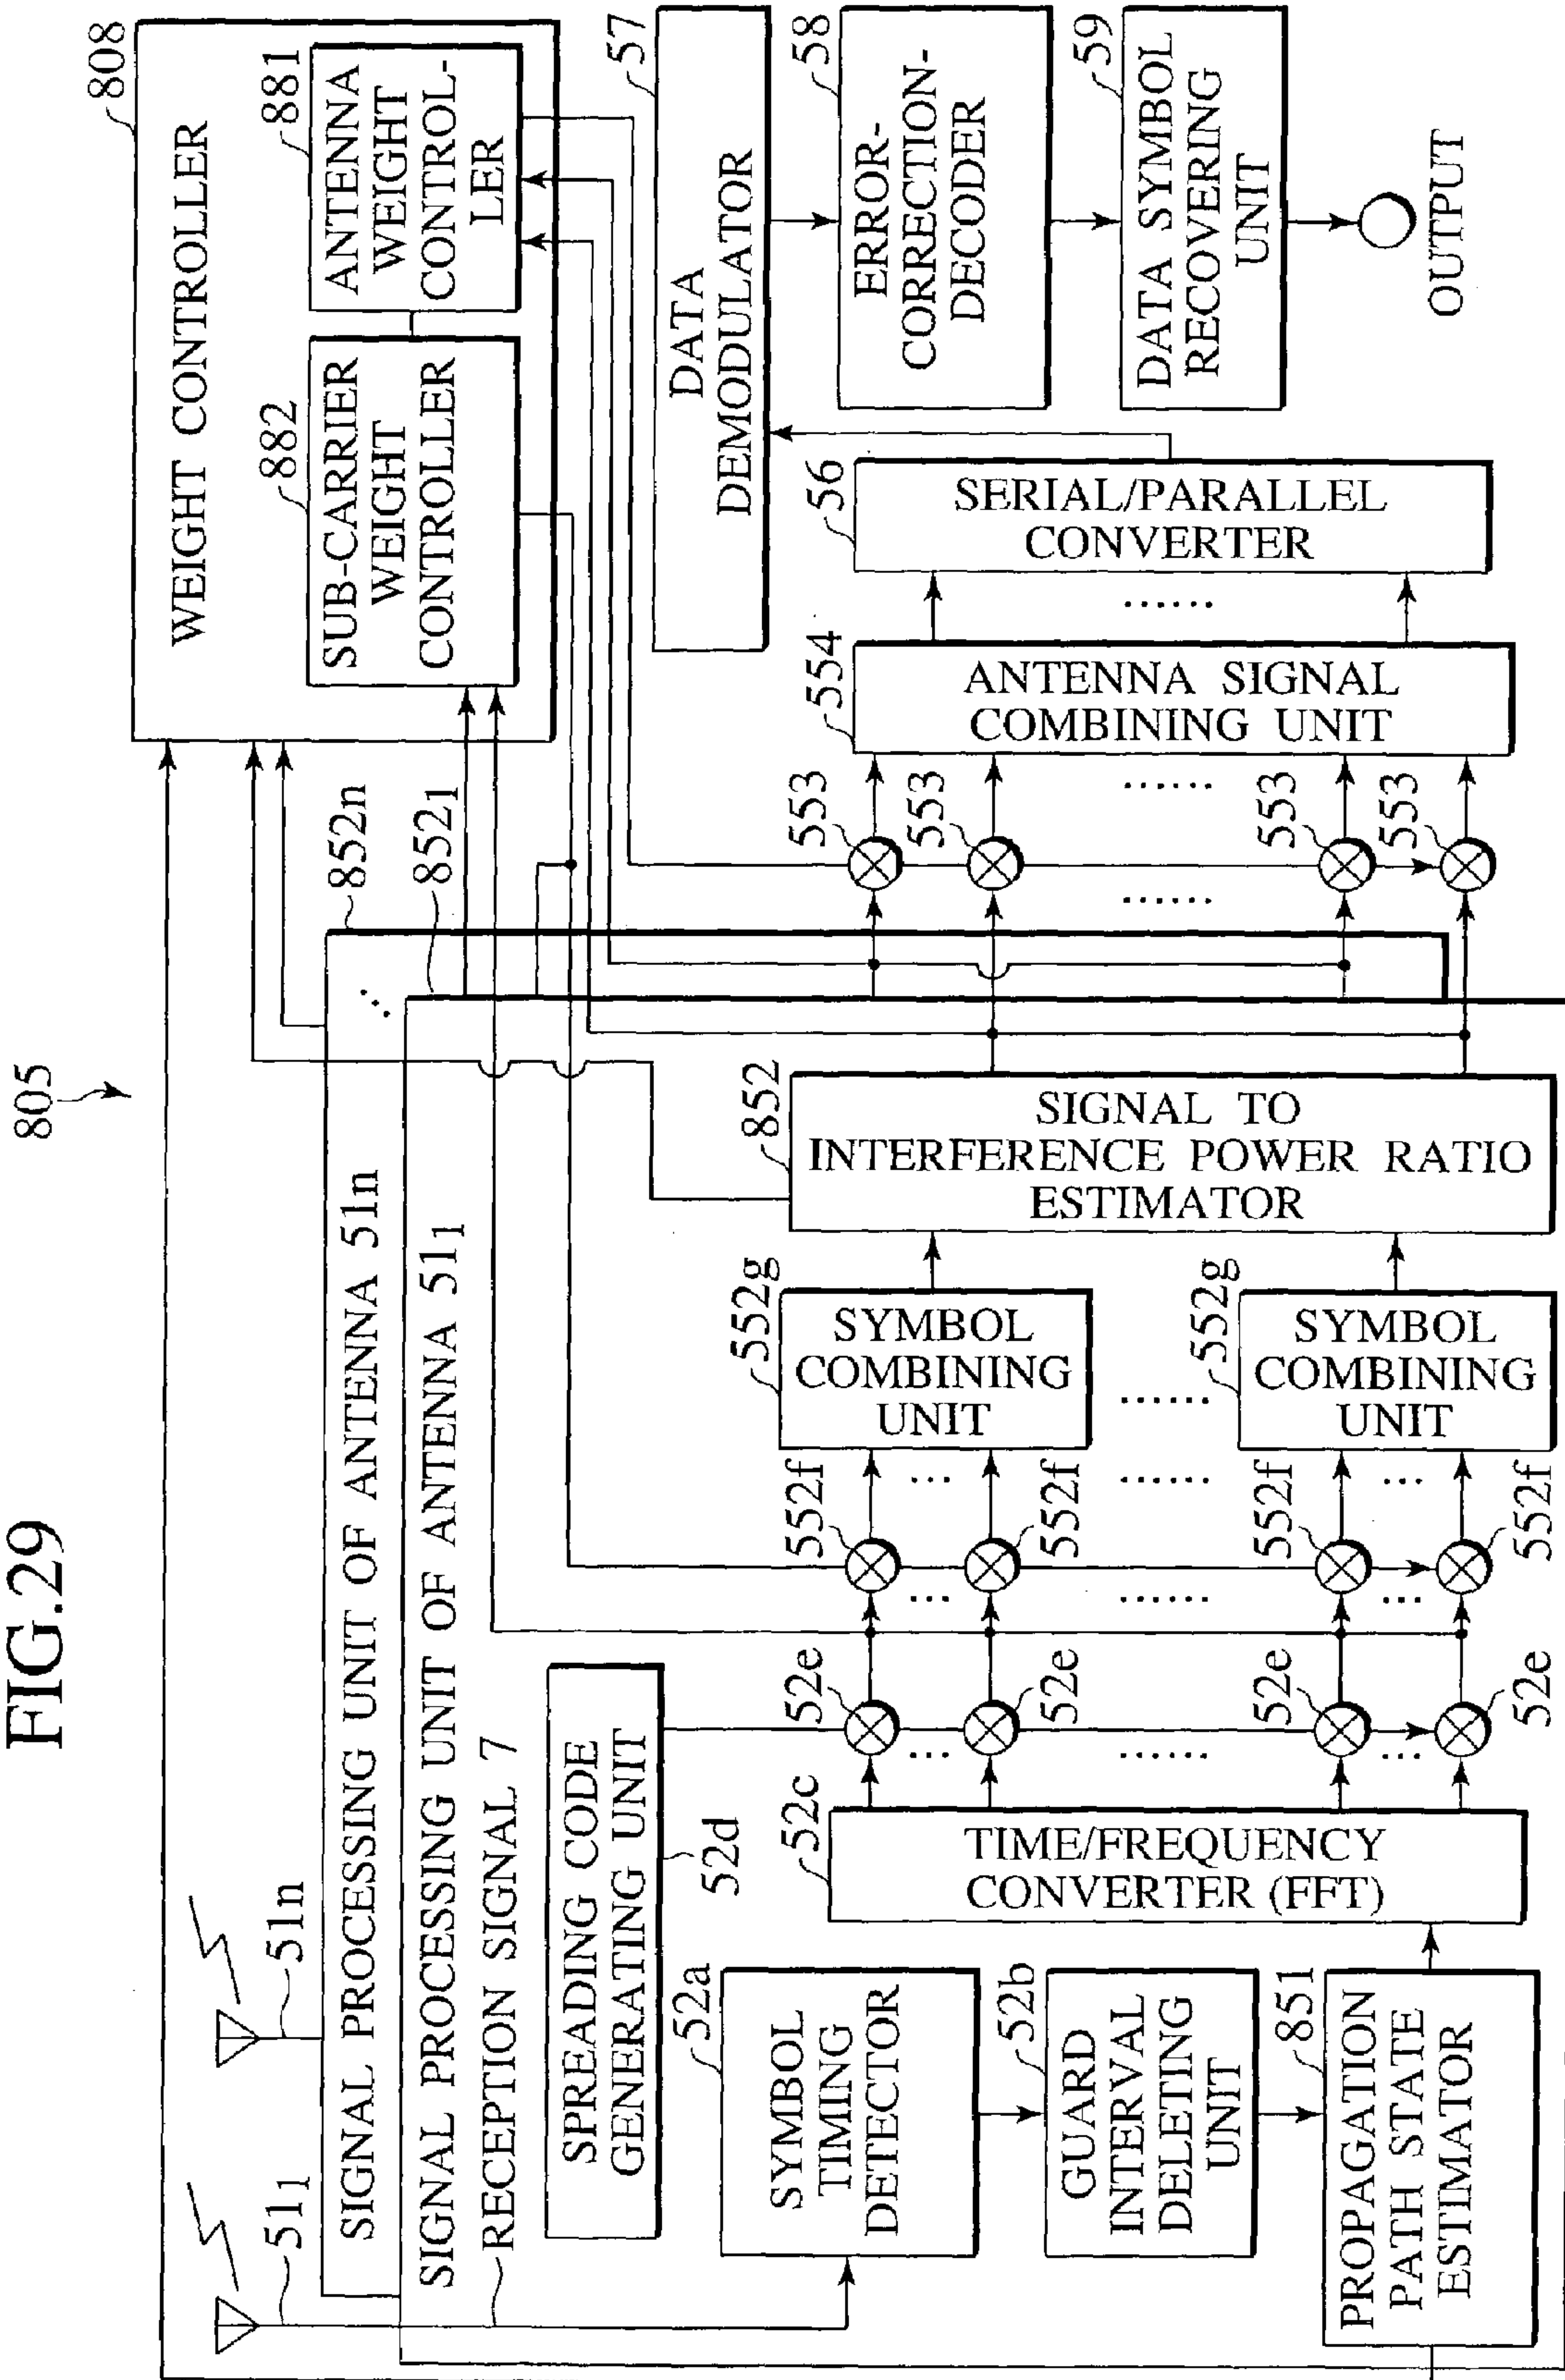 FIG.29
805
808
WEIGHT CONTROLLER
882
SUB-CARRIER
WEIGHT
CONTROLLER
881
ANTENNA
WEIGHT
CONTROL-
LER
51n
51₁
852n
852₁
SIGNAL PROCESSING UNIT OF ANTENNA 51n
SIGNAL PROCESSING UNIT OF ANTENNA 51₁
RECEPTION SIGNAL 7
SPREADING CODE
GENERATING UNIT
52d
52a
SYMBOL
TIMING
DETECTOR
52b
GUARD
INTERVAL
DELETING
UNIT
851
PROPAGATION
PATH STATE
ESTIMATOR
52c
TIME/FREQUENCY
CONVERTER (FFT)
52e
52e
52e
52e
552f
552f
552f
552f
552g
SYMBOL
COMBINING
UNIT
552g
SYMBOL
COMBINING
UNIT
852
SIGNAL TO
INTERFERENCE POWER RATIO
ESTIMATOR
553
553
553
553
554
ANTENNA SIGNAL
COMBINING UNIT
56
SERIAL/PARALLEL
CONVERTER
57
DATA
DEMODULATOR
58
ERROR-
CORRECTION-
DECODER
59
DATA SYMBOL
RECOVERING
UNIT
OUTPUT